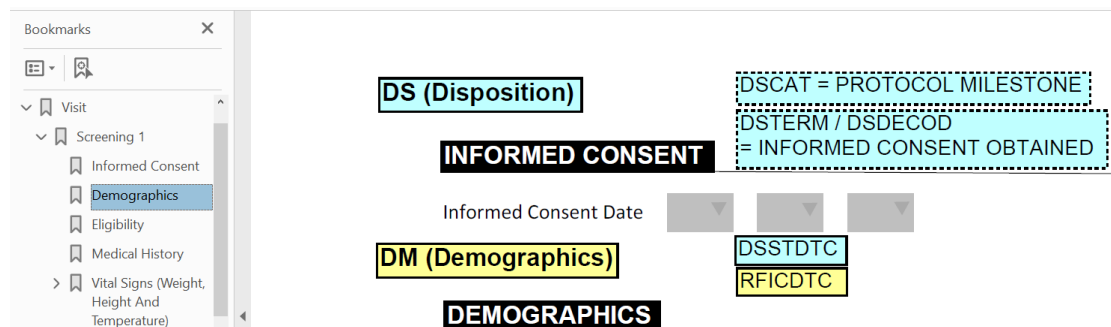 Bookmarks
Visit
Screening 1
Informed Consent
Demographics
Eligibility
Medical History
Vital Signs (Weight,
Height And
Temperature)
DS (Disposition)
DSCAT = PROTOCOL MILESTONE
DSTERM / DSDECOD
= INFORMED CONSENT OBTAINED
INFORMED CONSENT
Informed Consent Date
DM (Demographics)
DSSTDTC
RFICDTC
DEMOGRAPHICS